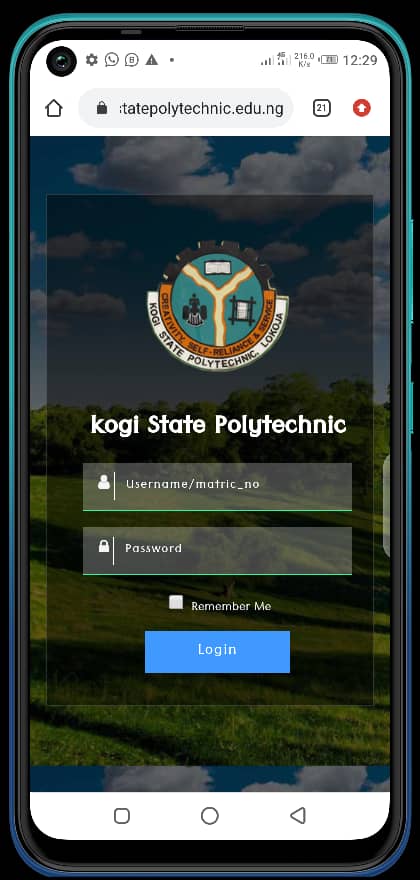 4G
216.0
K/s
12:29
:tatepolytechnic.edu.ng
21
CREATIVITY, SELF-RELIANCE & SERVICE
KOGI STATE POLYTECHNIC, LOKOJA
kogi State Polytechnic
Username/matric_no
Password
Remember Me
Login